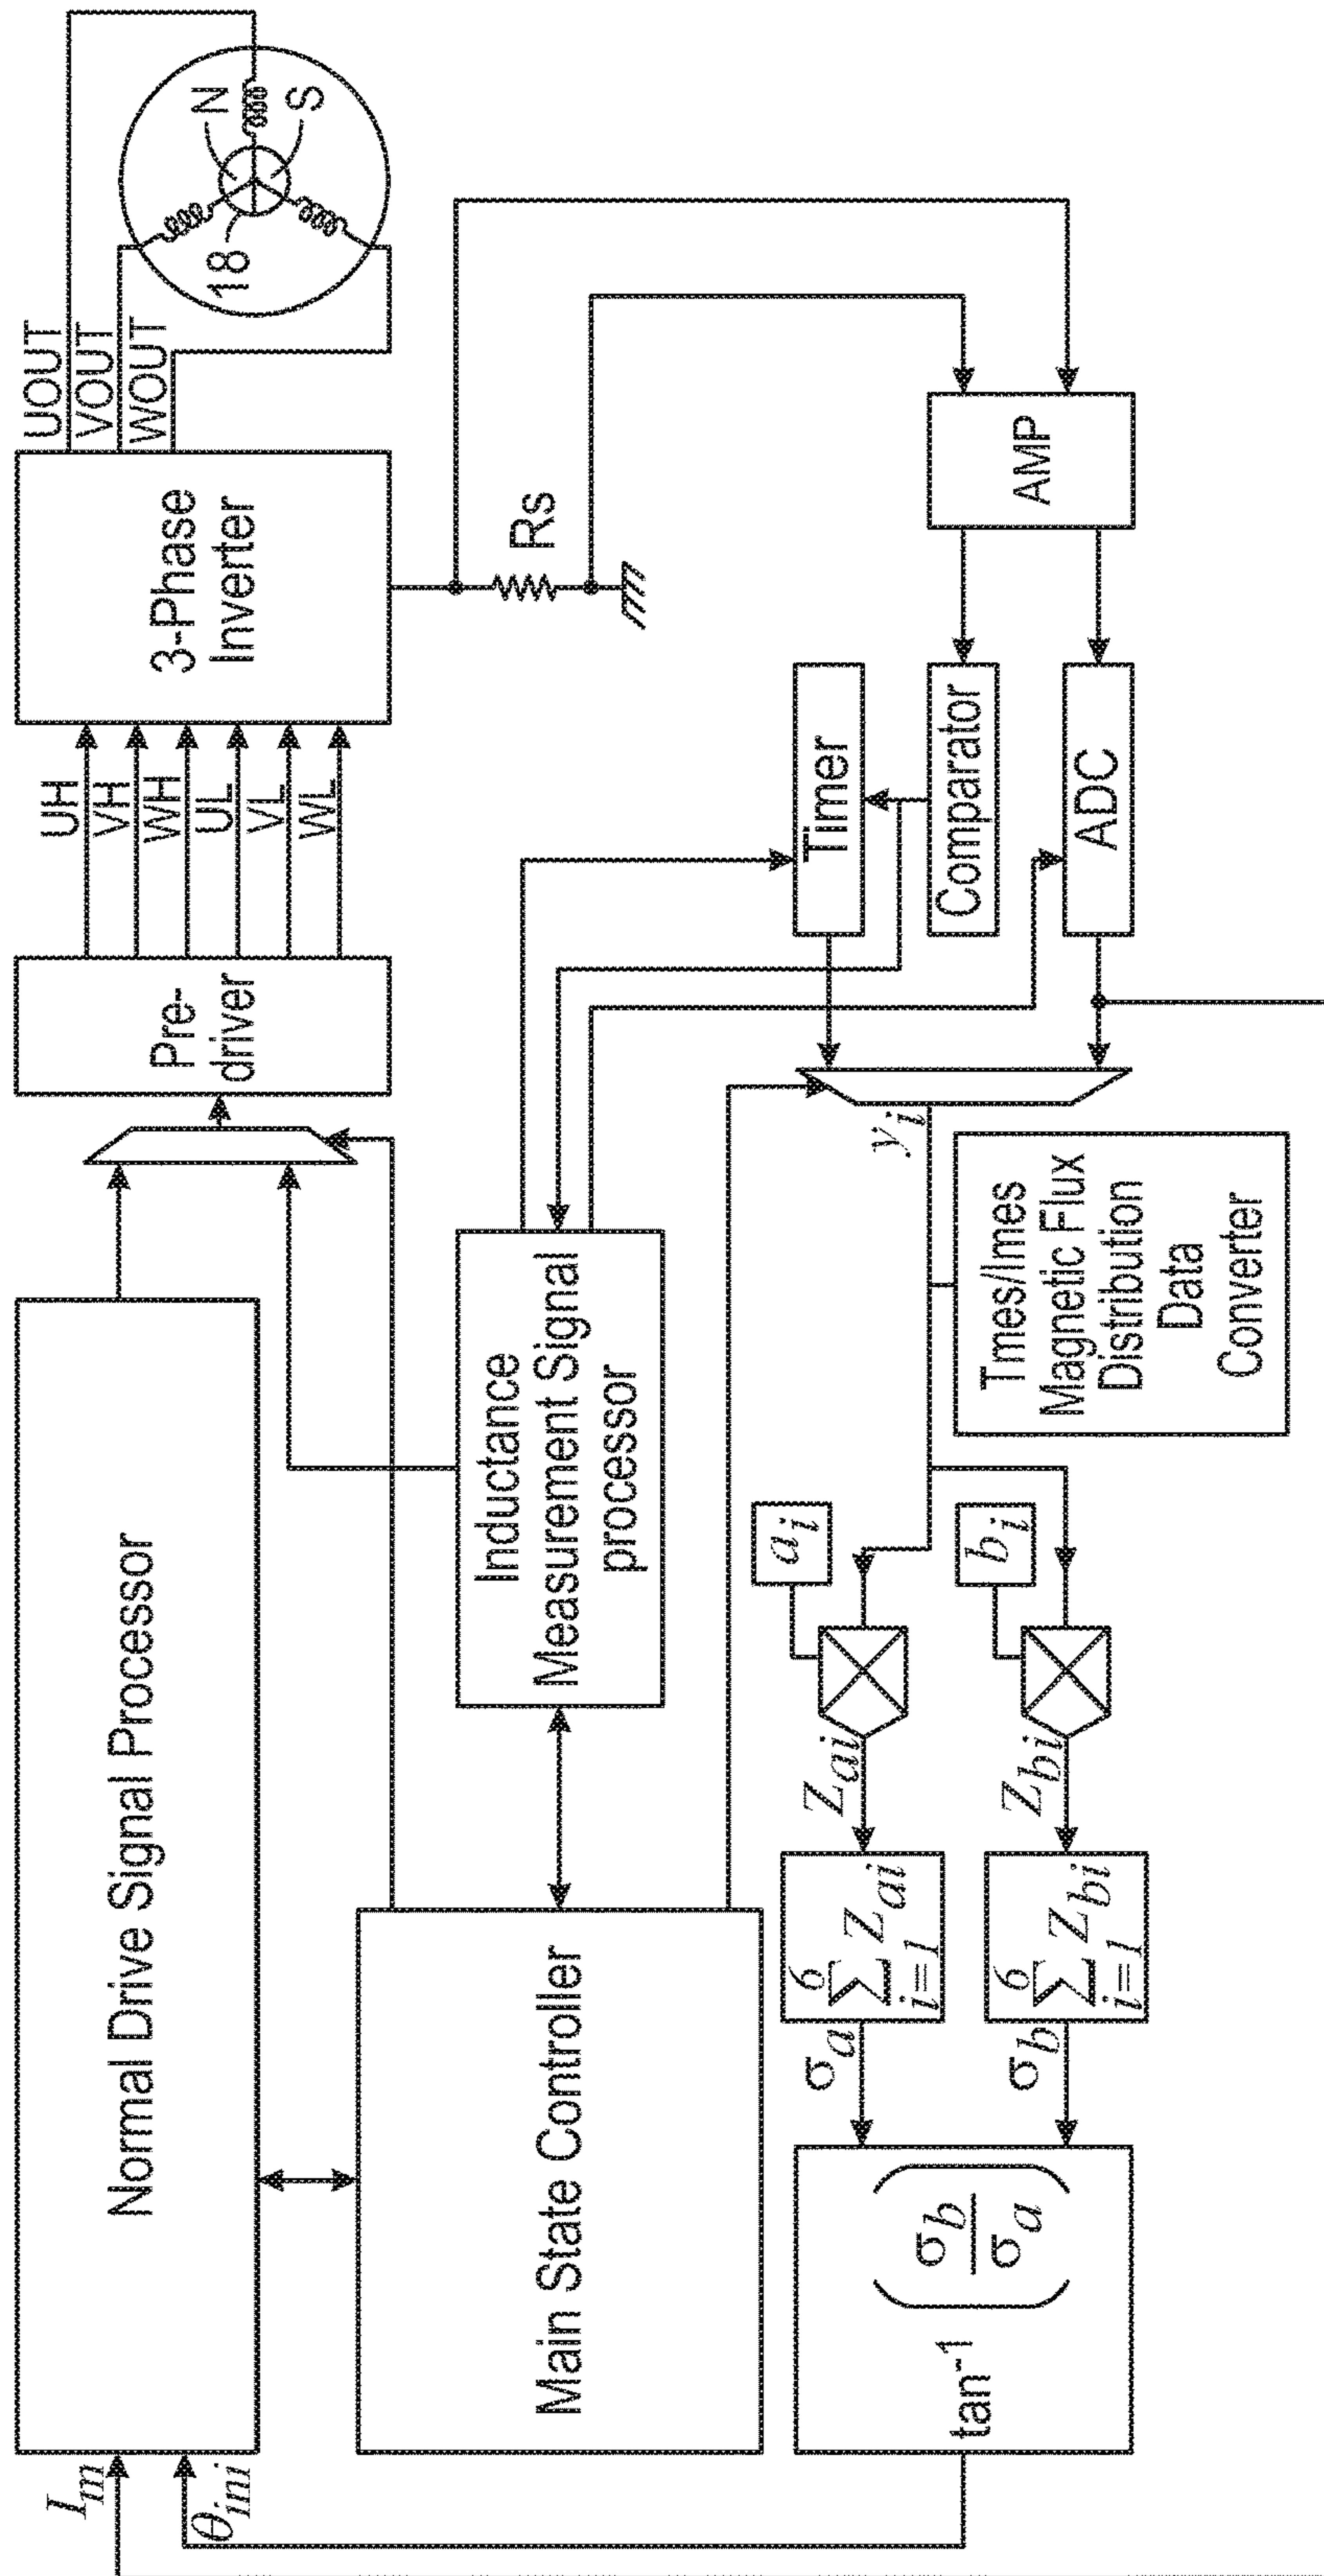 I_m
θ_ini
Normal Drive Signal Processor
Pre-
driver
UH
VH
WH
UL
VL
WL
3-Phase
Inverter
UOUT
VOUT
WOUT
N
S
18
Rs
Main State Controller
Inductance
Measurement Signal
processor
Timer
Comparator
ADC
AMP
tan⁻¹ (σ_b / σ_a)
σ_a
σ_b
6
∑ Z_ai
i=1
6
∑ Z_bi
i=1
Z_ai
Z_bi
a_i
b_i
y_i
Tmes/Imes
Magnetic Flux
Distribution
Data
Converter